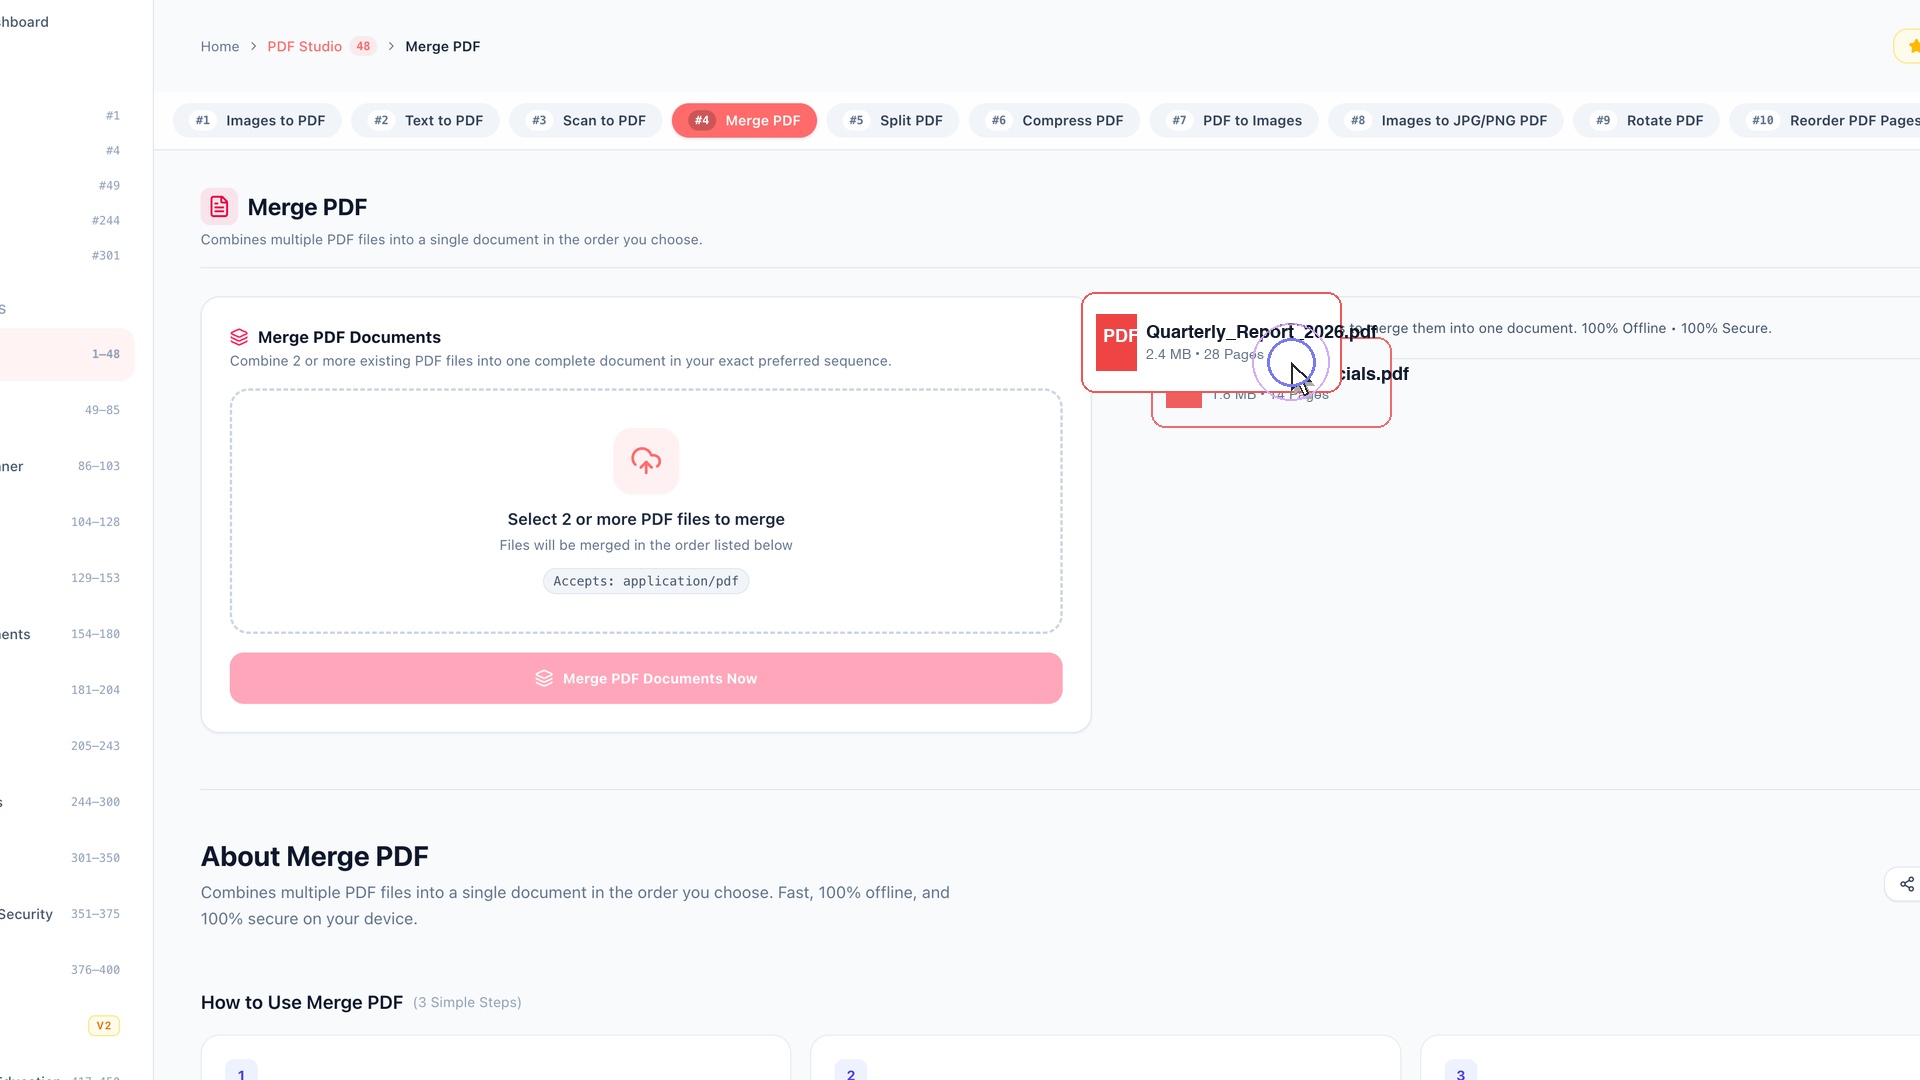 hboard
Home > PDF Studio 48 > Merge PDF
#1 Images to PDF
#2 Text to PDF
#3 Scan to PDF
#4 Merge PDF
#5 Split PDF
#6 Compress PDF
#7 PDF to Images
#8 Images to JPG/PNG PDF
#9 Rotate PDF
#10 Reorder PDF Pages
#1
#4
#49
#244
#301
S
1–48
49–85
ner 86–103
104–128
129–153
ents 154–180
181–204
205–243
s 244–300
301–350
Security 351–375
376–400
V2
Merge PDF
Combines multiple PDF files into a single document in the order you choose.
Merge PDF Documents
Combine 2 or more existing PDF files into one complete document in your exact preferred sequence.
Select 2 or more PDF files to merge
Files will be merged in the order listed below
Accepts: application/pdf
Merge PDF Documents Now
PDF
Quarterly_Report_2026.pdf
2.4 MB • 28 Pages
to merge them into one document. 100% Offline • 100% Secure.
cials.pdf
1.8 MB • 14 Pages
About Merge PDF
Combines multiple PDF files into a single document in the order you choose. Fast, 100% offline, and
100% secure on your device.
How to Use Merge PDF (3 Simple Steps)
1
2
3